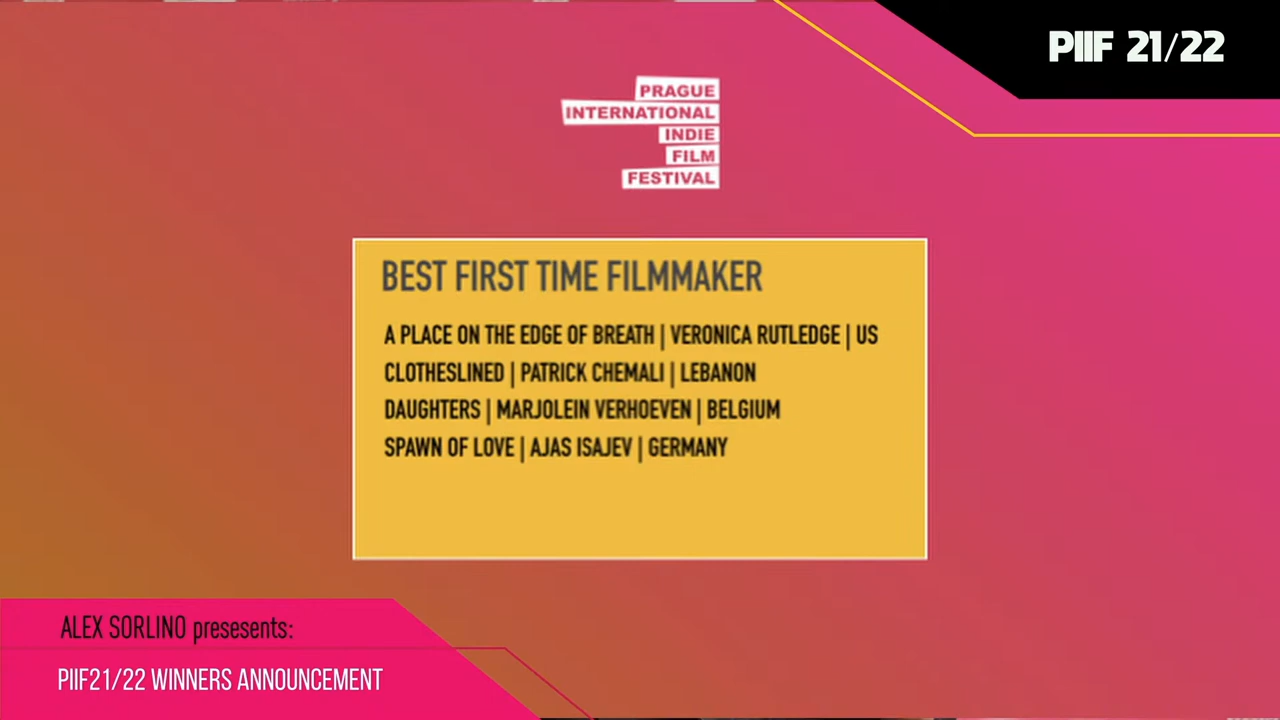 PIIF 21/22
PRAGUE
INTERNATIONAL
INDIE
FILM
FESTIVAL
BEST FIRST TIME FILMMAKER
A PLACE ON THE EDGE OF BREATH | VERONICA RUTLEDGE | US
CLOTHESLINED | PATRICK CHEMALI | LEBANON
DAUGHTERS | MARJOLEIN VERHOEVEN | BELGIUM
SPAWN OF LOVE | AJAS ISAJEV | GERMANY
ALEX SORLINO presesents:
PIIF21/22 WINNERS ANNOUNCEMENT